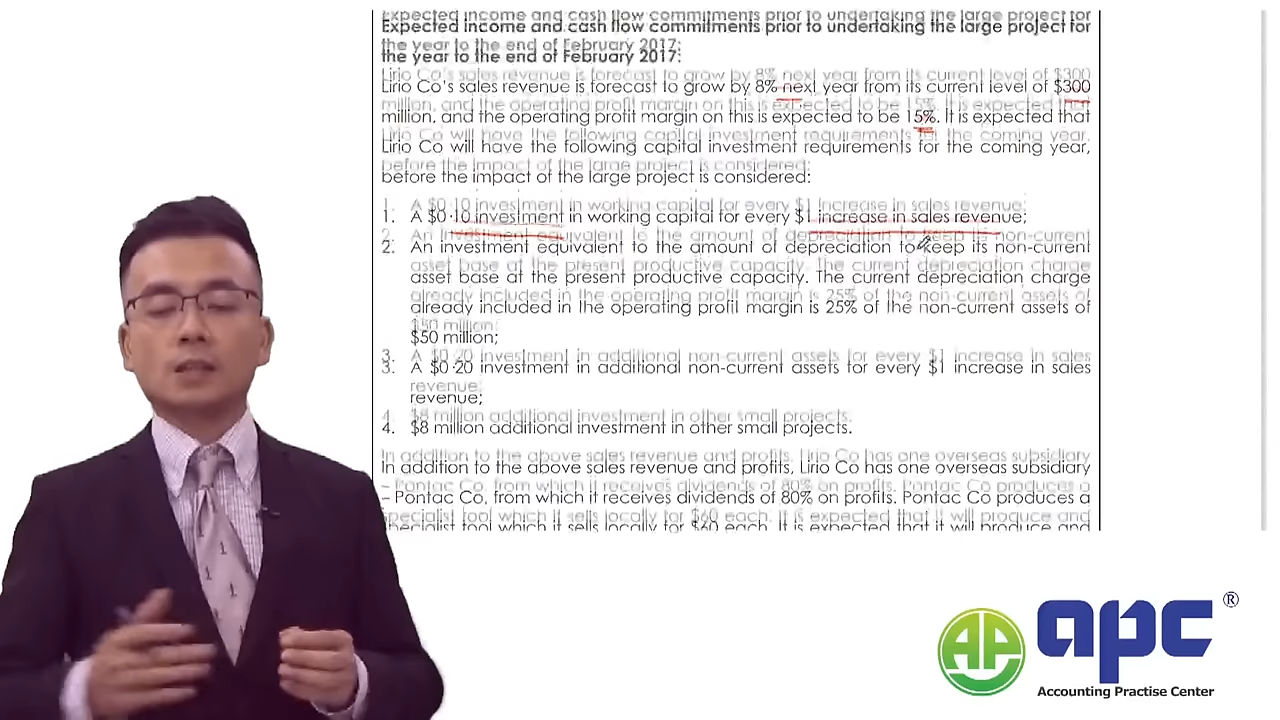 Expected income and cash flow commitments prior to undertaking the large project for
the year to the end of February 2017:
Lirio Co's sales revenue is forecast to grow by 8% next year from its current level of $300
million, and the operating profit margin on this is expected to be 15%. It is expected that
Lirio Co will have the following capital investment requirements for the coming year,
before the impact of the large project is considered:
1. A $0·10 investment in working capital for every $1 increase in sales revenue;
2. An investment equivalent to the amount of depreciation to keep its non-current
asset base at the present productive capacity. The current depreciation charge
already included in the operating profit margin is 25% of the non-current assets of
$50 million;
3. A $0·20 investment in additional non-current assets for every $1 increase in sales
revenue;
4. $8 million additional investment in other small projects.
In addition to the above sales revenue and profits, Lirio Co has one overseas subsidiary
– Pontac Co, from which it receives dividends of 80% on profits. Pontac Co produces a
specialist tool which it sells locally for $60 each. It is expected that it will produce and
AP
apc®
Accounting Practise Center